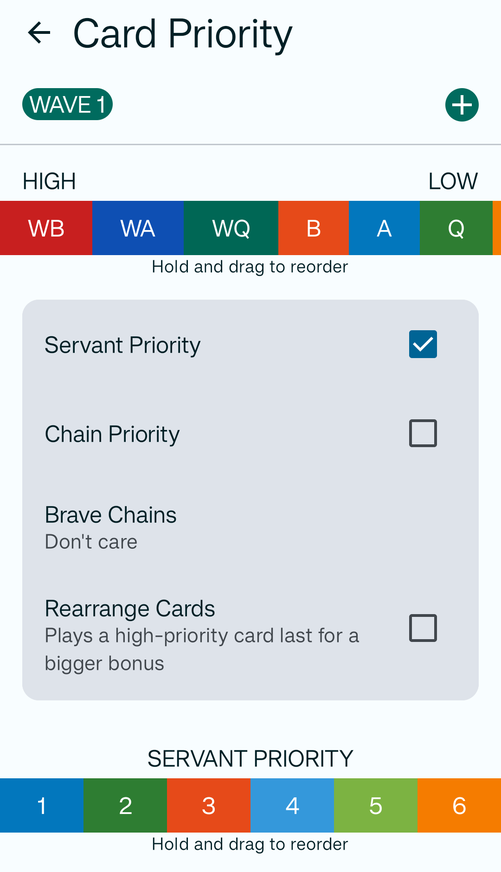 Card Priority
WAVE 1
HIGH LOW
WB WA WQ B A Q
Hold and drag to reorder
Servant Priority
Chain Priority
Brave Chains
Don't care
Rearrange Cards
Plays a high-priority card last for a
bigger bonus
SERVANT PRIORITY
1 2 3 4 5 6
Hold and drag to reorder